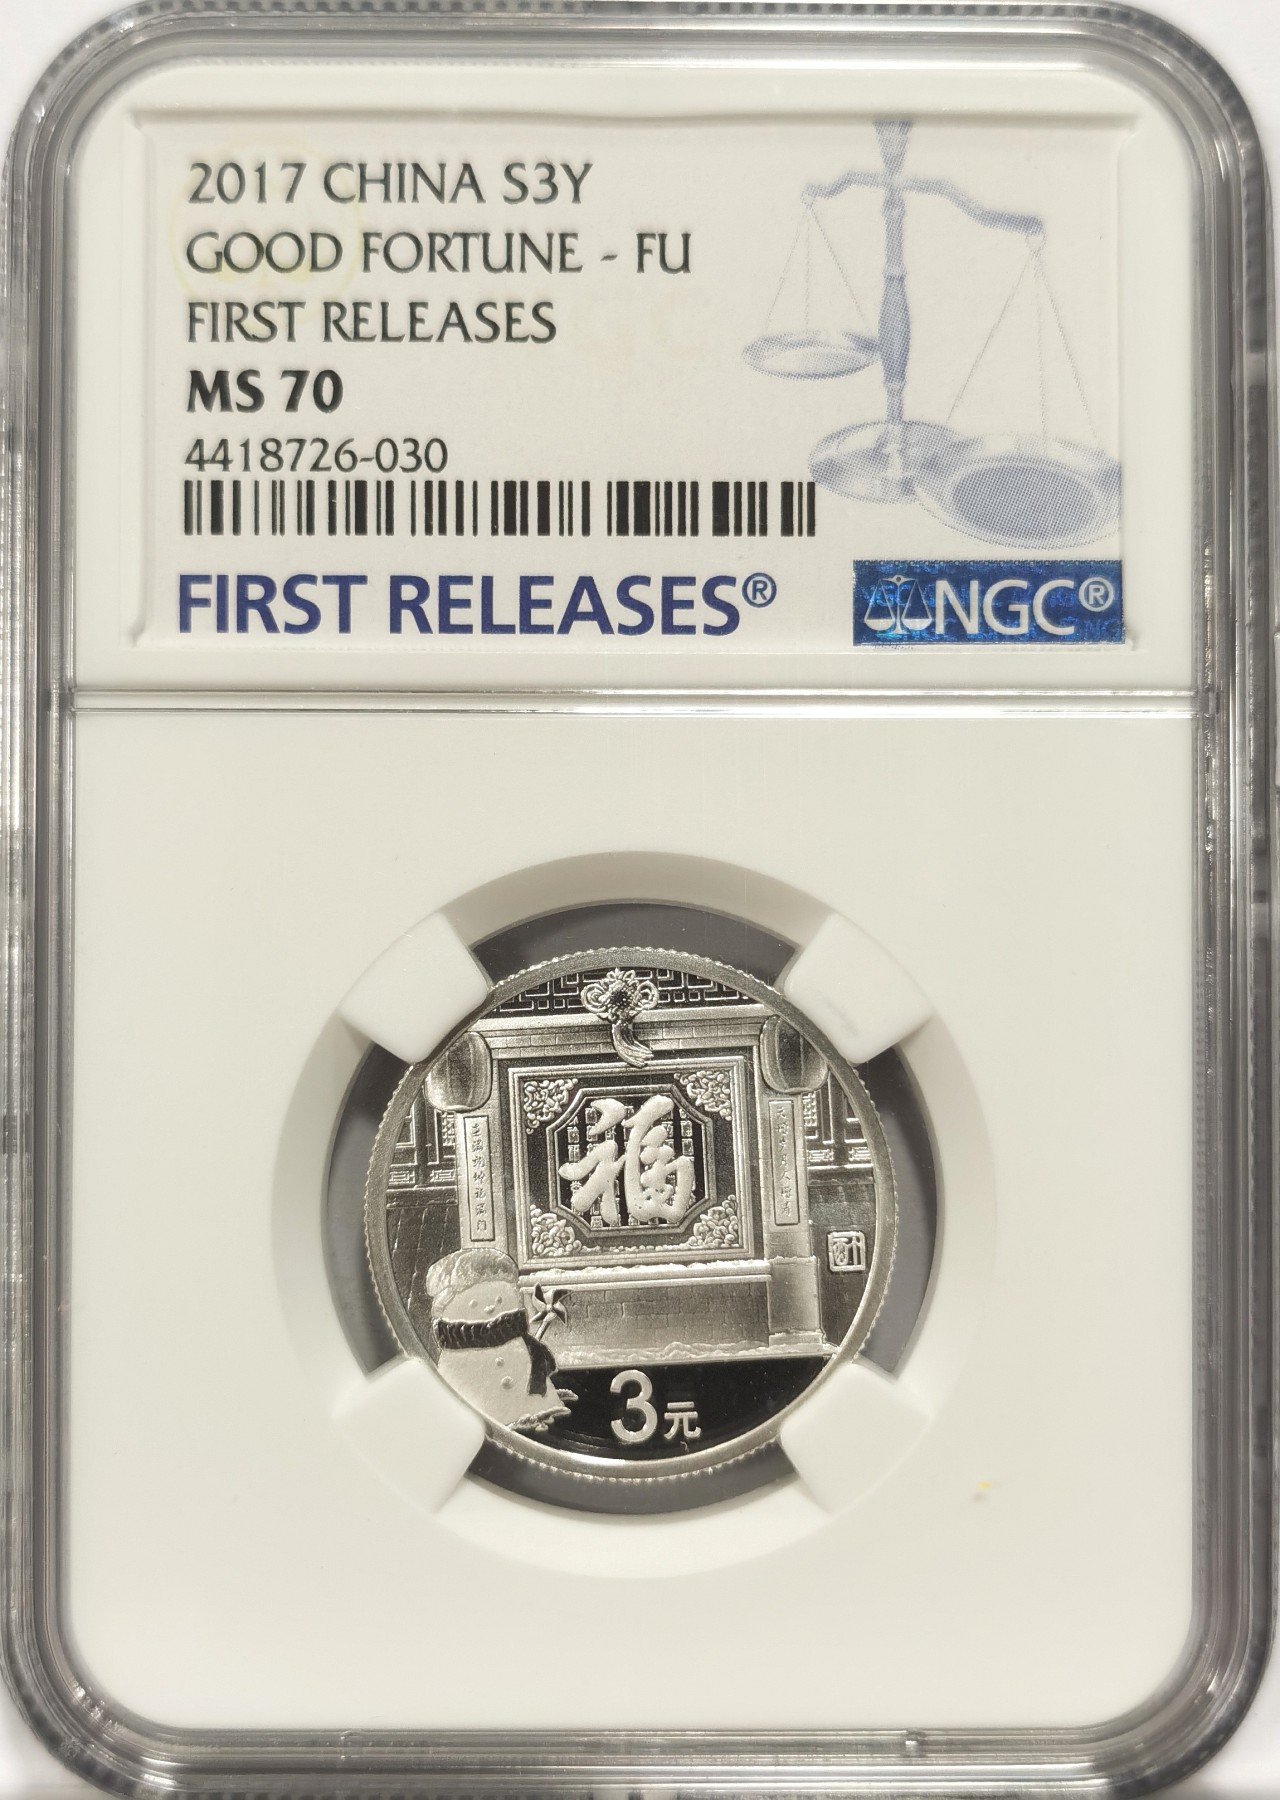 2017 CHINA S3Y
GOOD FORTUNE - FU
FIRST RELEASES
MS 70
4418726-030
FIRST RELEASES®
NGC®
福
3元